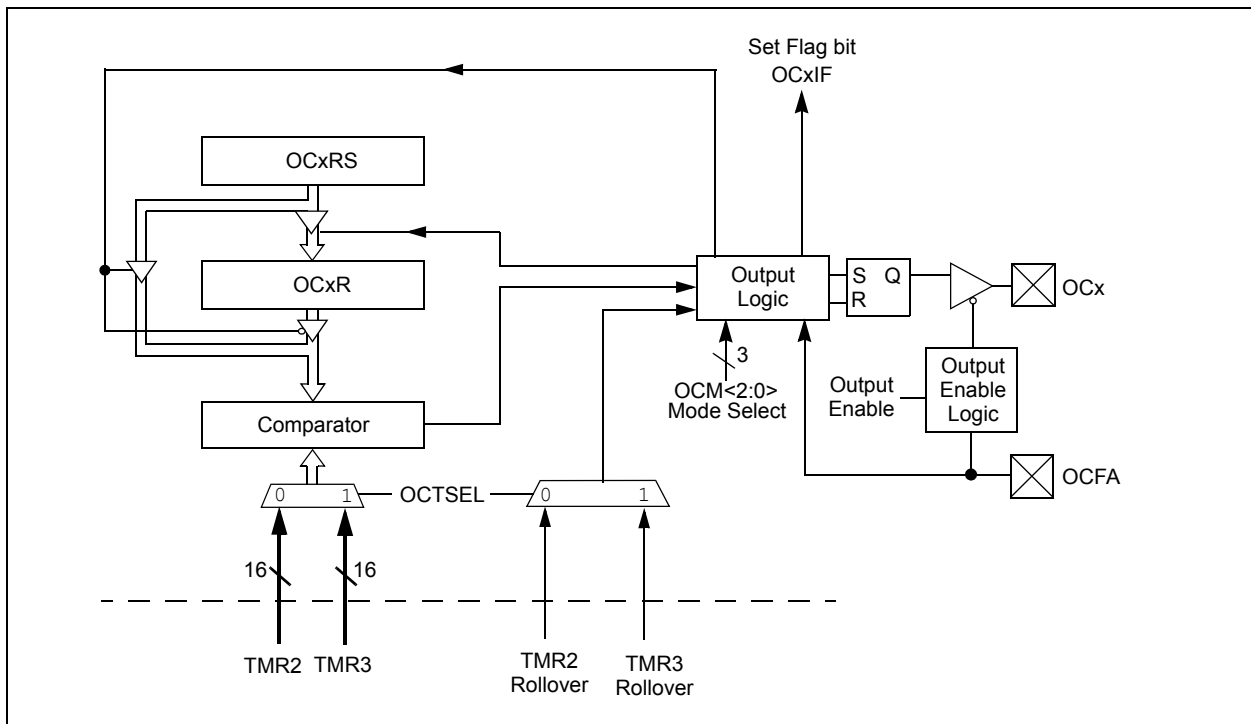 Set Flag bit
OCxIF
OCxRS
OCxR
Comparator
Output
Logic
S Q
R
OCx
3
OCM<2:0>
Mode Select
Output
Enable
Output
Enable
Logic
OCFA
0 1
OCTSEL
0 1
16
16
TMR2
TMR3
TMR2
Rollover
TMR3
Rollover